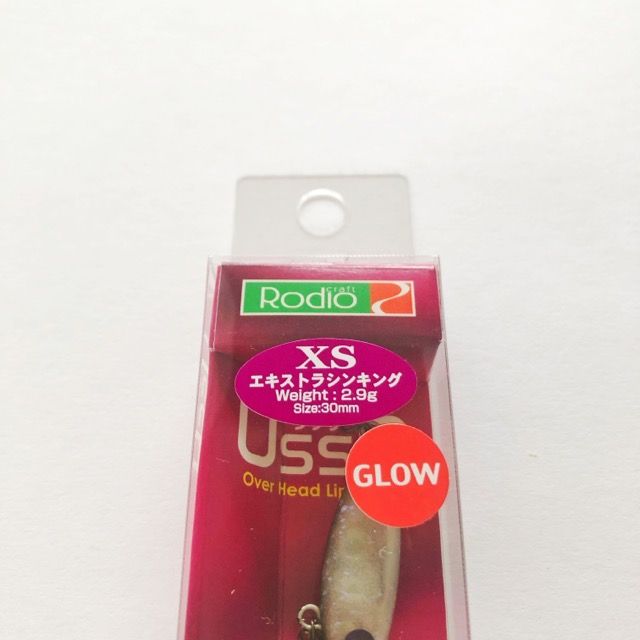 Rodio craft
XS
エキストラシンキング
Weight : 2.9g
Size:30mm
GLOW
Over Head